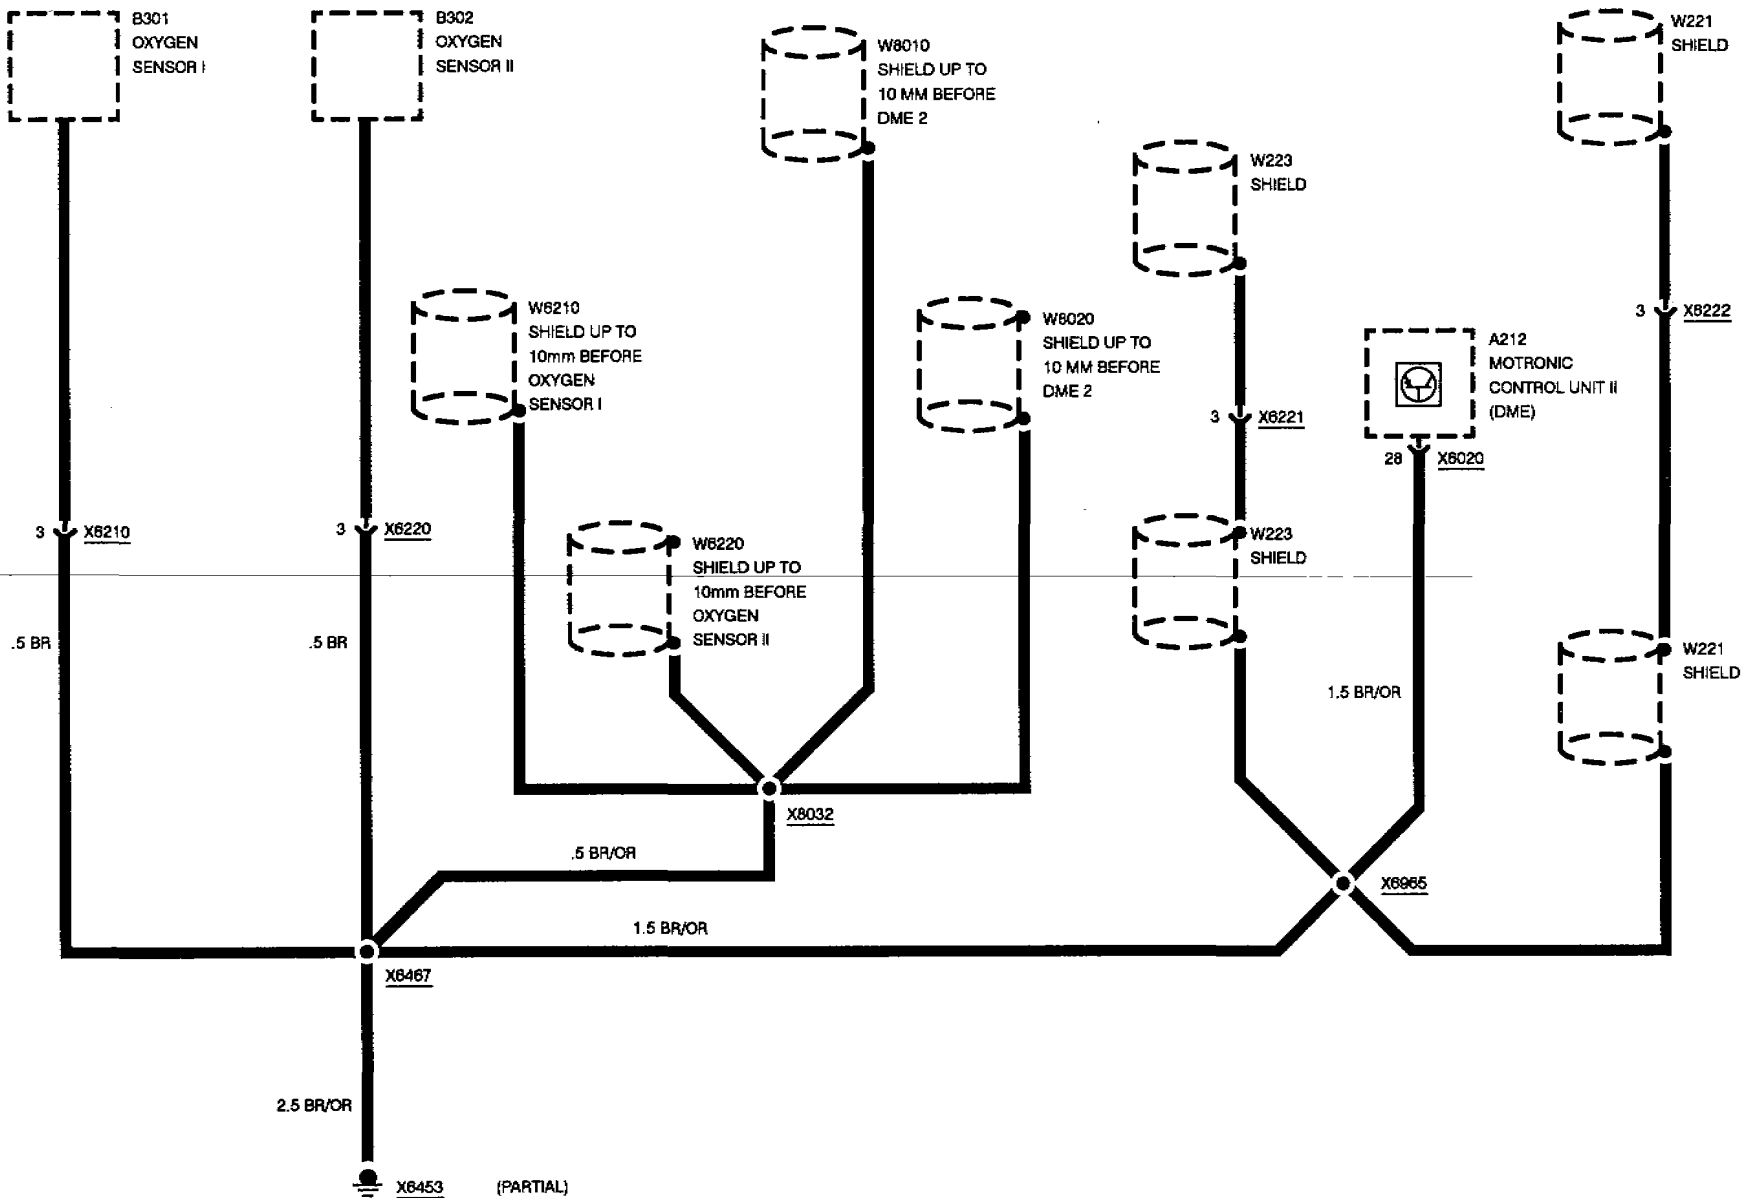 B301
OXYGEN
SENSOR I
B302
OXYGEN
SENSOR II
W8010
SHIELD UP TO
10 MM BEFORE
DME 2
W221
SHIELD
W223
SHIELD
W6210
SHIELD UP TO
10mm BEFORE
OXYGEN
SENSOR I
W8020
SHIELD UP TO
10 MM BEFORE
DME 2
3 X6222
A212
MOTRONIC
CONTROL UNIT II
(DME)
3 X6221
28 X6020
3 X6210
3 X6220
W6220
SHIELD UP TO
10mm BEFORE
OXYGEN
SENSOR II
W223
SHIELD
.5 BR
.5 BR
W221
SHIELD
1.5 BR/OR
X8032
.5 BR/OR
X6965
1.5 BR/OR
X6467
2.5 BR/OR
X6453 (PARTIAL)